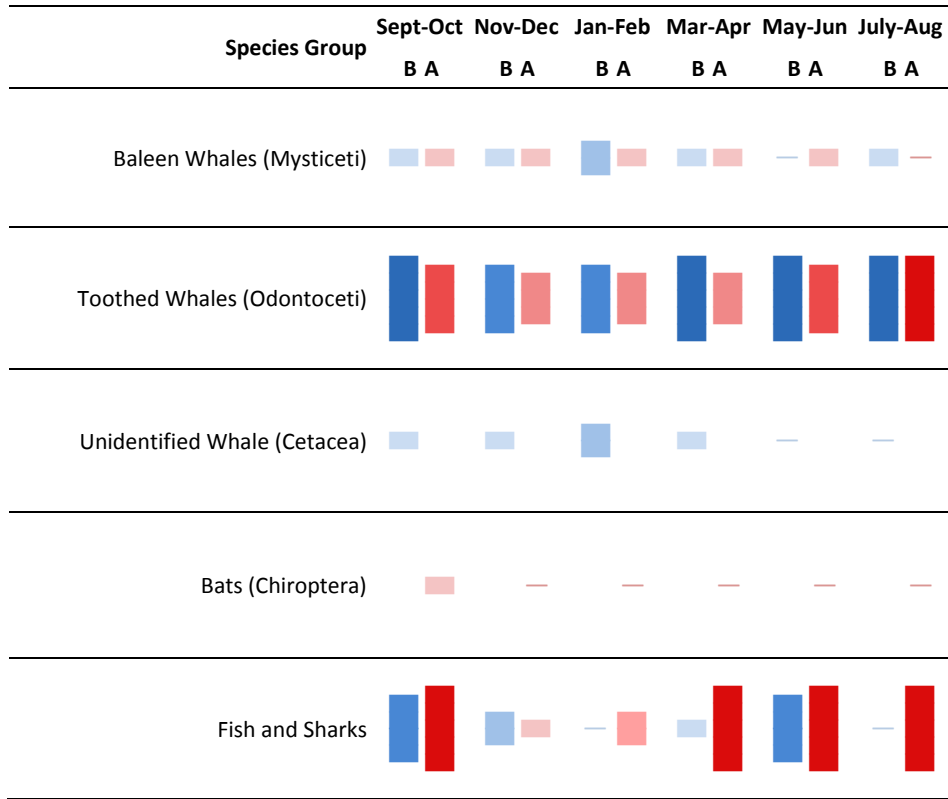 Species Group
Sept-Oct Nov-Dec Jan-Feb Mar-Apr May-Jun July-Aug
B A B A B A B A B A B A
Baleen Whales (Mysticeti)
Toothed Whales (Odontoceti)
Unidentified Whale (Cetacea)
Bats (Chiroptera)
Fish and Sharks